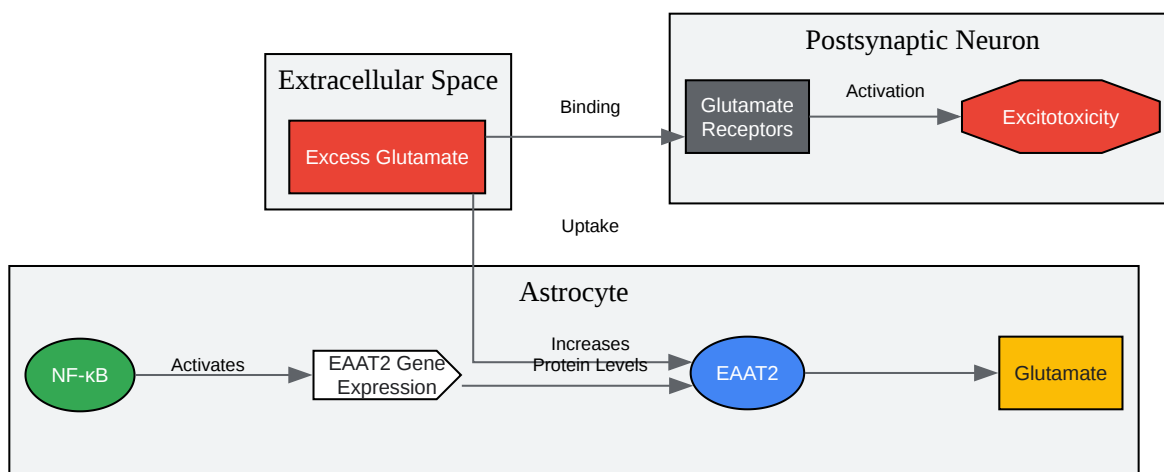 Postsynaptic Neuron
Extracellular Space
Glutamate
Receptors
Activation
Excitotoxicity
Binding
Excess Glutamate
Uptake
Astrocyte
NF-κB
Activates
EAAT2 Gene
Expression
Increases
Protein Levels
EAAT2
Glutamate